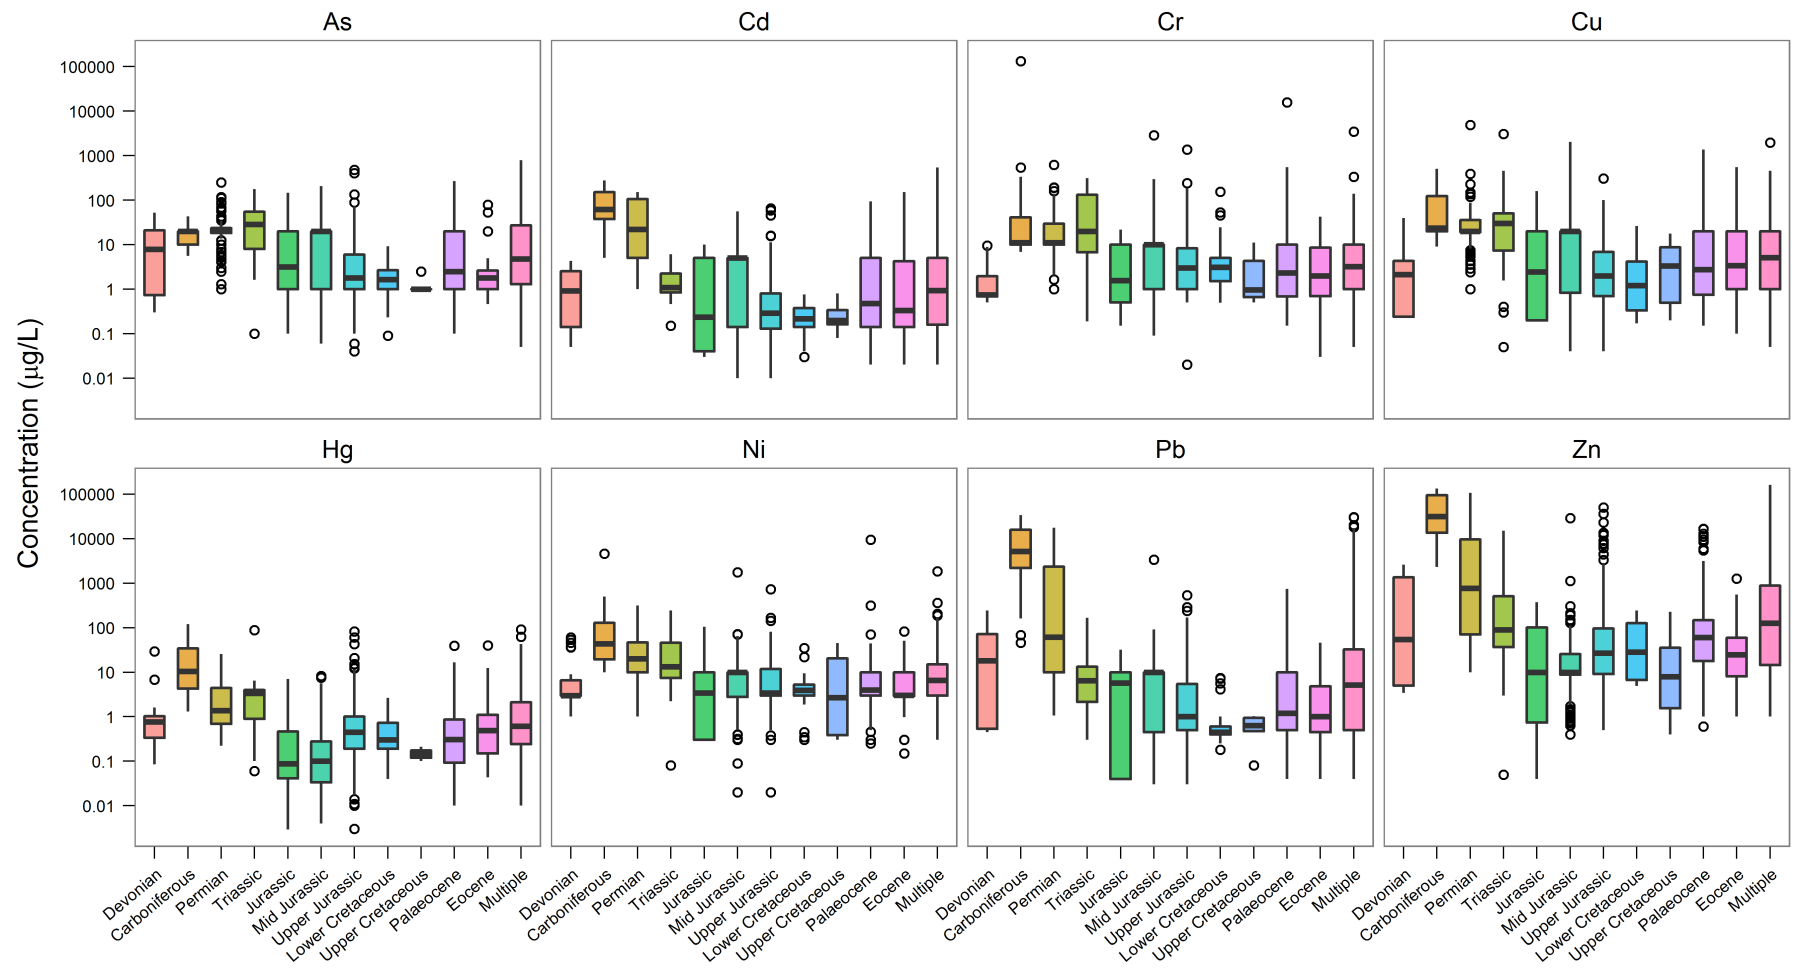 As Cd Cr Cu
100000
10000
1000
100
10
1
0.1
0.01
Concentration (µg/L)
Hg Ni Pb Zn
100000
10000
1000
100
10
1
0.1
0.01
Devonian Carboniferous Permian Triassic Jurassic Mid Jurassic Upper Jurassic Lower Cretaceous Upper Cretaceous Palaeocene Eocene Multiple
Devonian Carboniferous Permian Triassic Jurassic Mid Jurassic Upper Jurassic Lower Cretaceous Upper Cretaceous Palaeocene Eocene Multiple
Devonian Carboniferous Permian Triassic Jurassic Mid Jurassic Upper Jurassic Lower Cretaceous Upper Cretaceous Palaeocene Eocene Multiple
Devonian Carboniferous Permian Triassic Jurassic Mid Jurassic Upper Jurassic Lower Cretaceous Upper Cretaceous Palaeocene Eocene Multiple